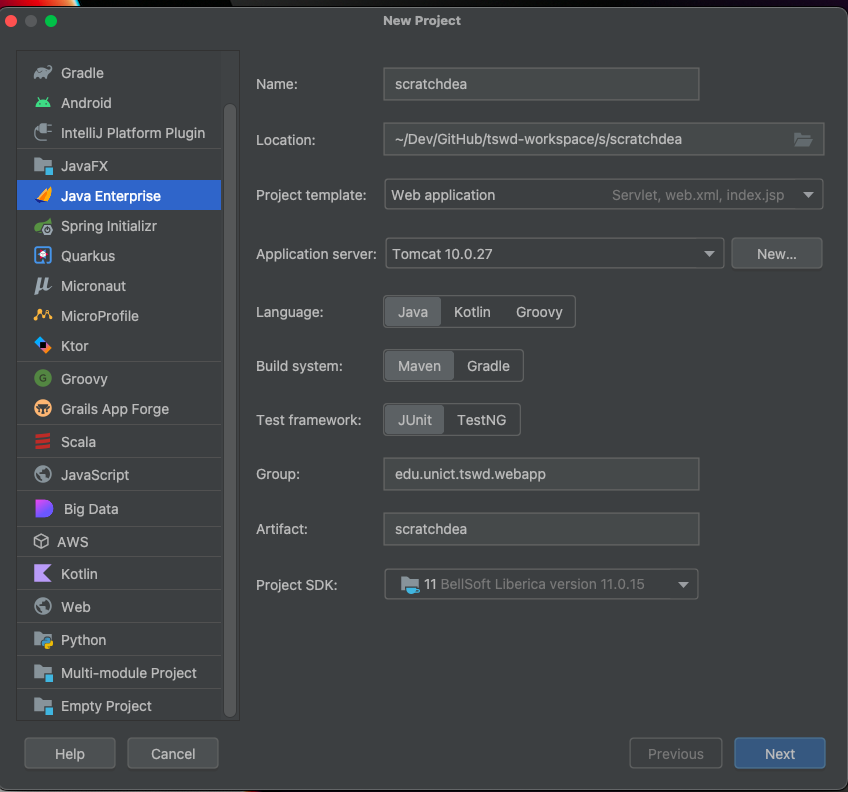 New Project
Gradle
Android
IntelliJ Platform Plugin
JavaFX
Java Enterprise
Spring Initializr
Quarkus
Micronaut
MicroProfile
Ktor
Groovy
Grails App Forge
Scala
JavaScript
Big Data
AWS
Kotlin
Web
Python
Multi-module Project
Empty Project
Name: scratchdea
Location: ~/Dev/GitHub/tswd-workspace/s/scratchdea
Project template: Web application Servlet, web.xml, index.jsp
Application server: Tomcat 10.0.27 New...
Language: Java Kotlin Groovy
Build system: Maven Gradle
Test framework: JUnit TestNG
Group: edu.unict.tswd.webapp
Artifact: scratchdea
Project SDK: 11 BellSoft Liberica version 11.0.15
Help Cancel Previous Next